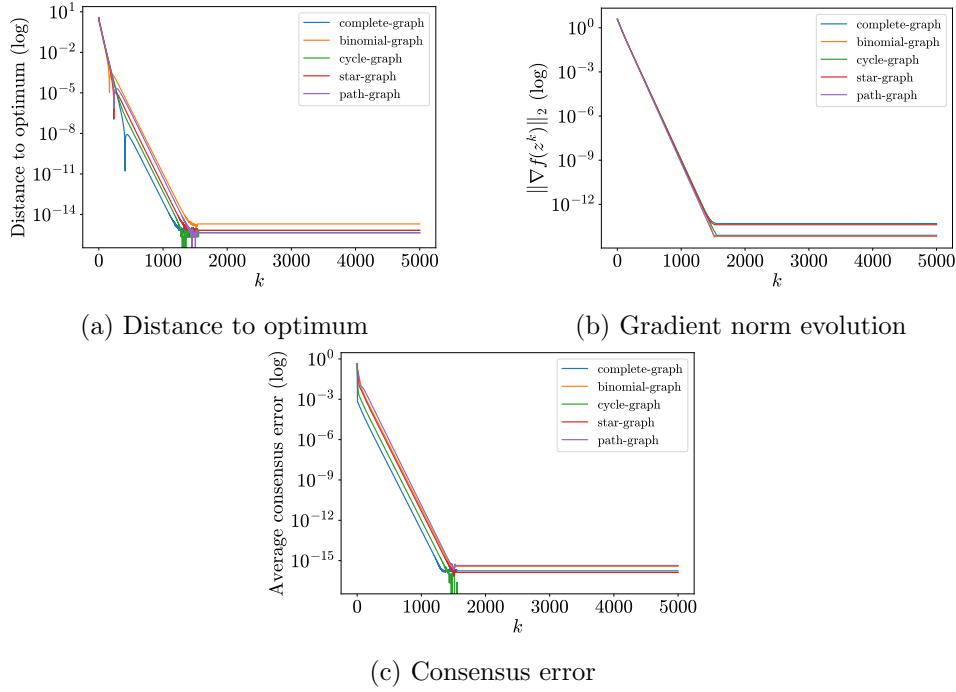 Distance to optimum (log)
10^1
10^{-2}
10^{-5}
10^{-8}
10^{-11}
10^{-14}
complete-graph
binomial-graph
cycle-graph
star-graph
path-graph
0 1000 2000 3000 4000 5000
k
(a) Distance to optimum
||∇f(z^k)||_2 (log)
10^0
10^{-3}
10^{-6}
10^{-9}
10^{-12}
complete-graph
binomial-graph
cycle-graph
star-graph
path-graph
0 1000 2000 3000 4000 5000
k
(b) Gradient norm evolution
Average consensus error (log)
10^0
10^{-3}
10^{-6}
10^{-9}
10^{-12}
10^{-15}
complete-graph
binomial-graph
cycle-graph
star-graph
path-graph
0 1000 2000 3000 4000 5000
k
(c) Consensus error